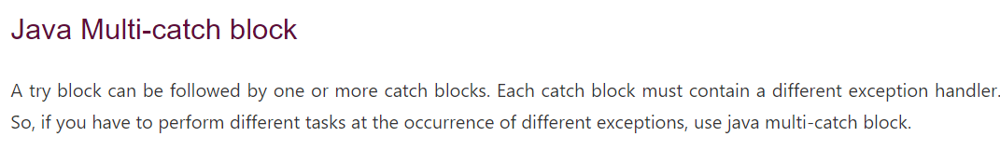 Java Multi-catch block
A try block can be followed by one or more catch blocks. Each catch block must contain a different exception handler.
So, if you have to perform different tasks at the occurrence of different exceptions, use java multi-catch block.